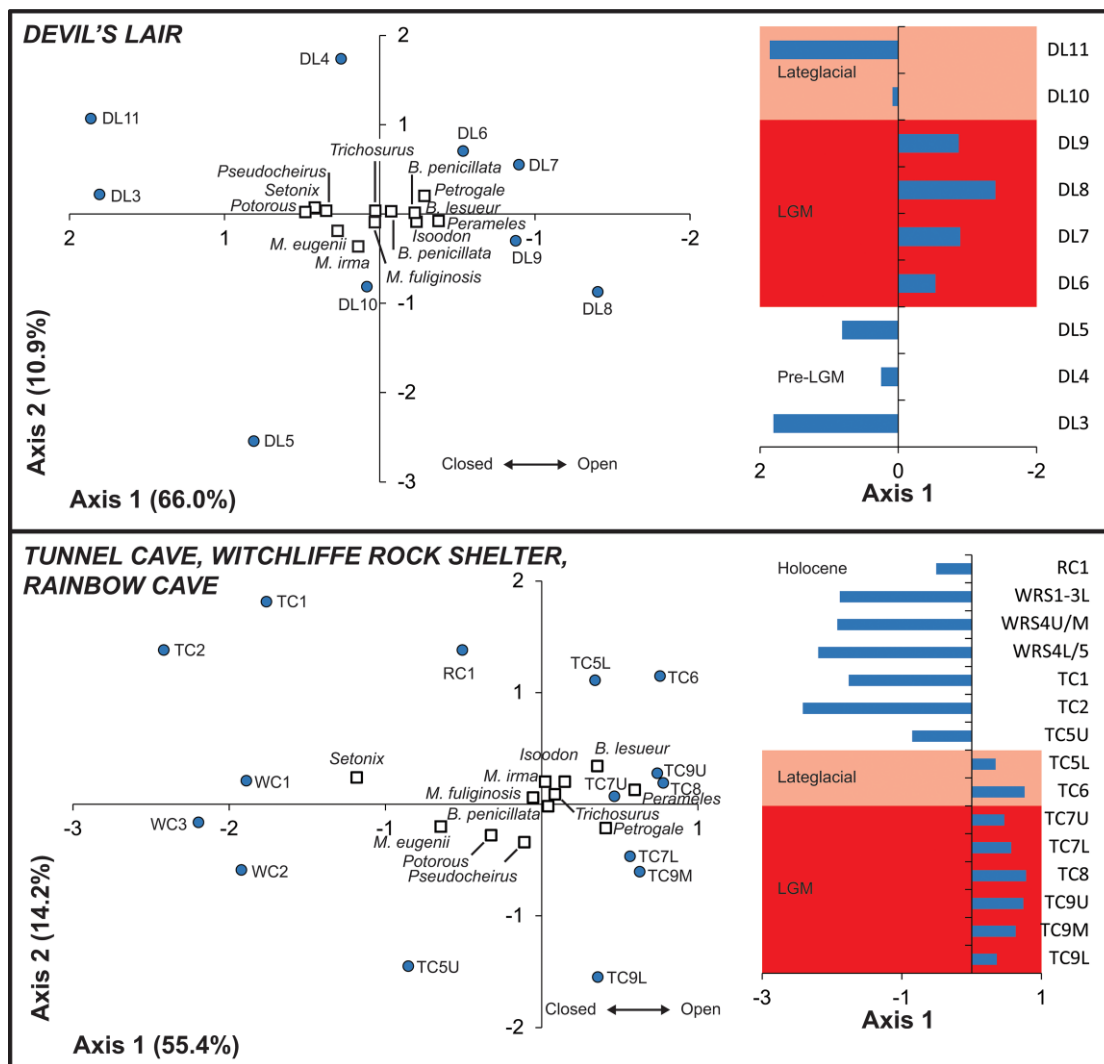 DEVIL'S LAIR
2
DL4
DL11
1
DL6
Trichosurus
DL7
B. penicillata
Pseudocheirus
Petrogale
Setonix
DL3
B. lesueur
Potorous
Perameles
2
1
-1
-2
Isoodon
M. eugenii
B. penicillata
DL9
M. irma
M. fuliginosis
DL10
-1
DL8
-2
DL5
Closed Open
-3
Axis 2 (10.9%)
Axis 1 (66.0%)
DL11
Lateglacial
DL10
DL9
DL8
LGM
DL7
DL6
DL5
Pre-LGM
DL4
DL3
2 0 -2
Axis 1
TUNNEL CAVE, WITCHLIFFE ROCK SHELTER,
RAINBOW CAVE
2
TC1
TC2
RC1
TC5L
TC6
1
Isoodon
B. lesueur
Setonix
M. irma
TC9U
WC1
TC7U
TC8
M. fuliginosis
Perameles
-3
-2
-1
1
WC3
B. penicillata
Trichosurus
M. eugenii
Petrogale
Potorous
TC7L
WC2
Pseudocheirus
TC9M
-1
TC5U
TC9L
Closed Open
-2
Axis 2 (14.2%)
Axis 1 (55.4%)
Holocene
RC1
WRS1-3L
WRS4U/M
WRS4L/5
TC1
TC2
TC5U
TC5L
Lateglacial
TC6
TC7U
TC7L
LGM
TC8
TC9U
TC9M
TC9L
-3 -1 1
Axis 1